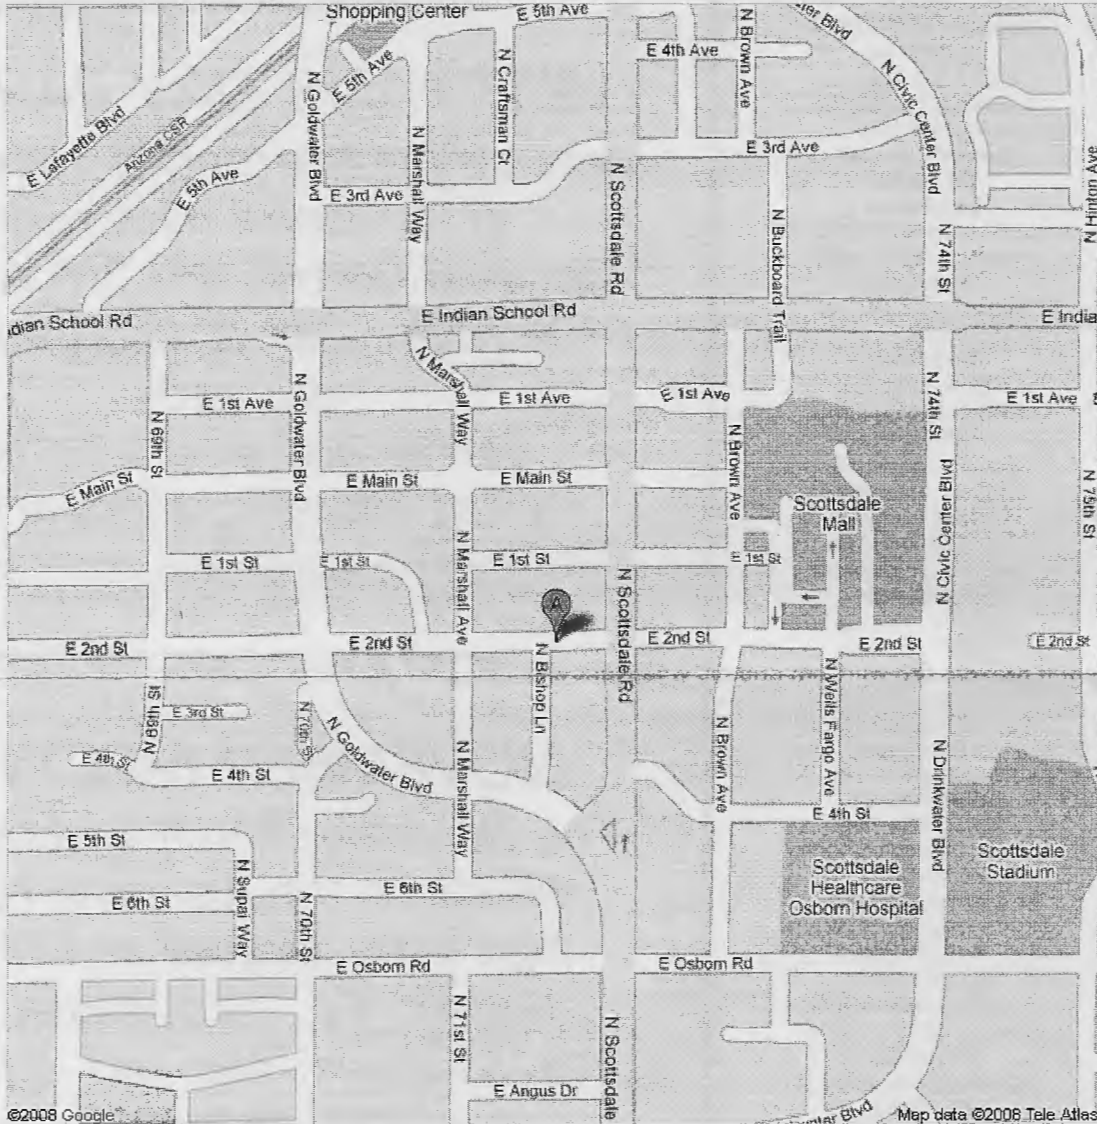 Shopping Center
E 5th Ave
ter Blvd
E 4th Ave
N Brown Ave
E 5th Ave
N Craftsman Ct
N Goldwater Blvd
N Civic Center Blvd
E Lafayette Blvd
Arizona CSR
N Marshall Way
E 3rd Ave
E 5th Ave
E 3rd Ave
N Scottsdale Rd
N Buckboard Trail
N 74th St
N Hinton Ave
E Indian School Rd
E India
ndian School Rd
N Marshall Way
E 1st Ave
N Goldwater Blvd
E 1st Ave
E 1st Ave
N 74th St
E 1st Ave
N 69th St
N Brown Ave
E Main St
E Main St
E Main St
N 75th St
Scottsdale
Mall
N Civic Center Blvd
E 1st St
E 1st St
N Marshall Ave
E 1st St
E 1st St
N Scottsdale Rd
A
E 2nd St
E 2nd St
E 2nd St
E 2nd St
E 2nd St
N Bishop Ln
N Wells Fargo Ave
N 69th St
E 3rd St
N 70th St
N Goldwater Blvd
N Brown Ave
E 4th St
E 4th St
N Marshall Way
N Drinkwater Blvd
E 4th St
E 5th St
Scottsdale
Healthcare
Osborn Hospital
Scottsdale
Stadium
N Supai Way
E 6th St
E 6th St
N 70th St
E Osborn Rd
E Osborn Rd
N 71st St
N Scottsdale
E Angus Dr
water Blvd
©2008 Google
Map data ©2008 Tele Atlas